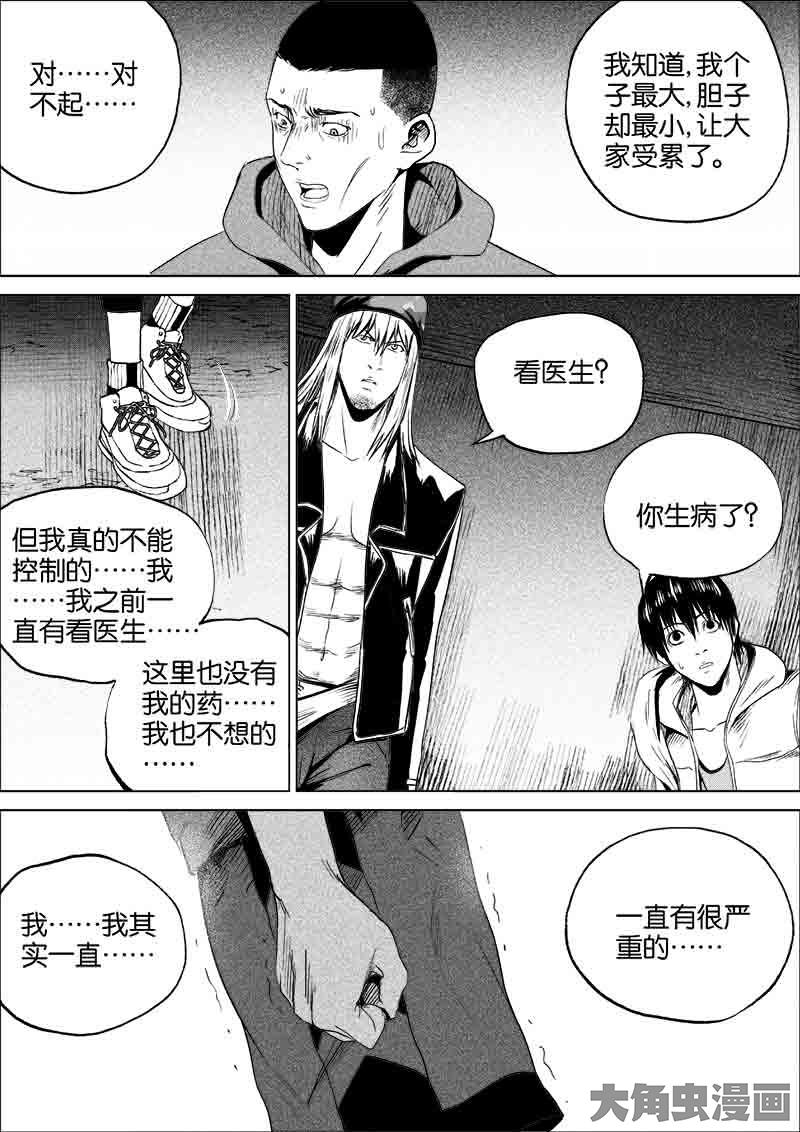 对……对
不起……
我知道，我个
子最大，胆子
却最小，让大
家受累了。
但我真的不能
控制的……我
……我之前一
直有看医生……
这里也没有
我的药……
我也不想的
……
看医生？
你生病了？
我……我其
实一直……
一直有很严
重的……
大角虫漫画